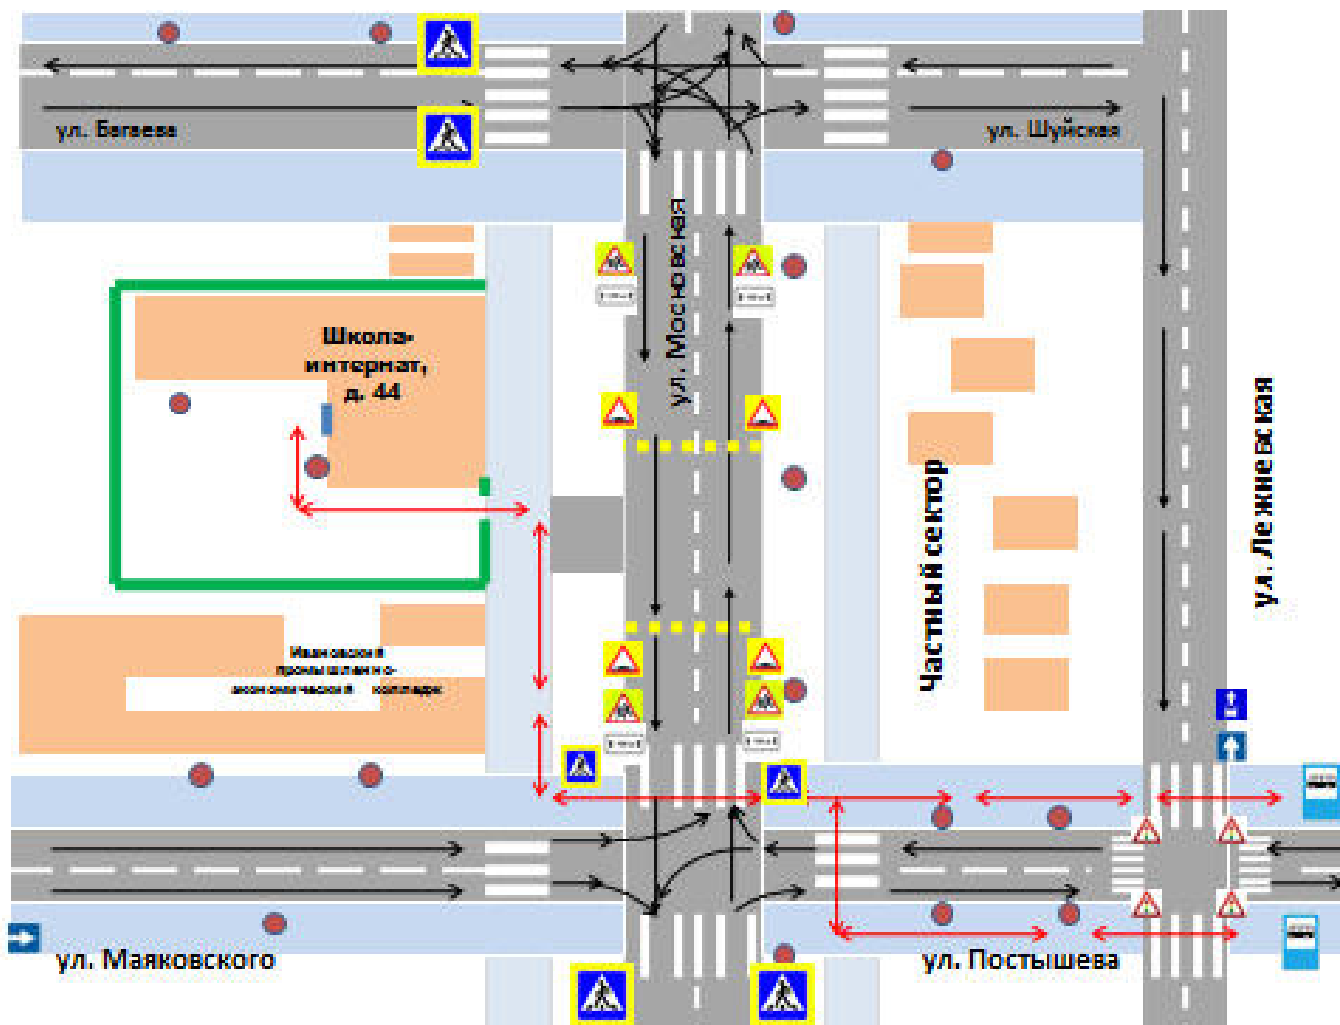 ул. Багаева
ул. Шуйская
ул. Московская
Школа-
интернат,
д. 44
Частный сектор
ул. Лежневская
Ивановский
промышленно-
экономический колледж
ул. Маяковского
ул. Постышева